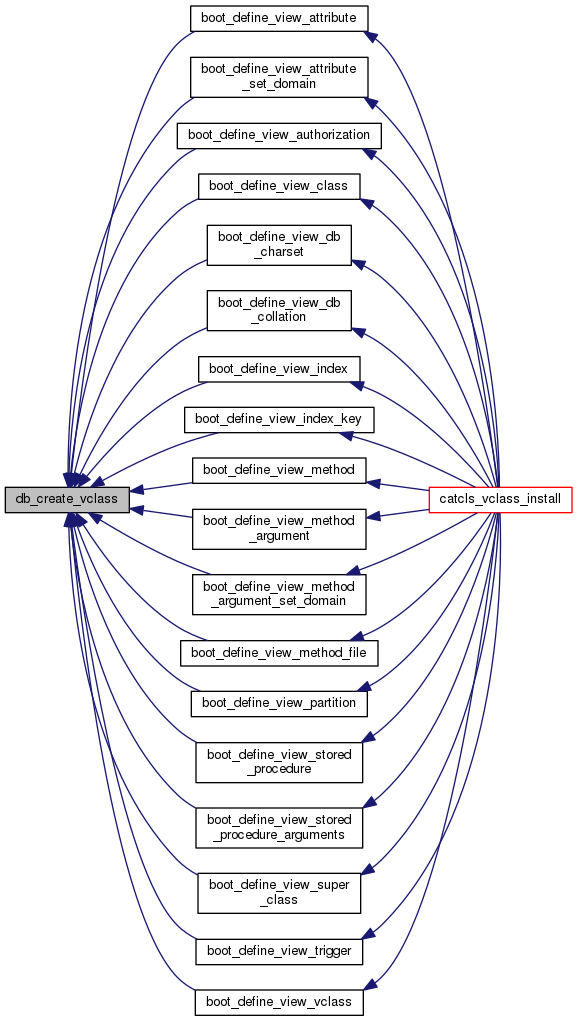 boot_define_view_attribute
boot_define_view_attribute
_set_domain
boot_define_view_authorization
boot_define_view_class
boot_define_view_db
_charset
boot_define_view_db
_collation
boot_define_view_index
boot_define_view_index_key
boot_define_view_method
db_create_vclass
catcls_vclass_install
boot_define_view_method
_argument
boot_define_view_method
_argument_set_domain
boot_define_view_method_file
boot_define_view_partition
boot_define_view_stored
_procedure
boot_define_view_stored
_procedure_arguments
boot_define_view_super
_class
boot_define_view_trigger
boot_define_view_vclass